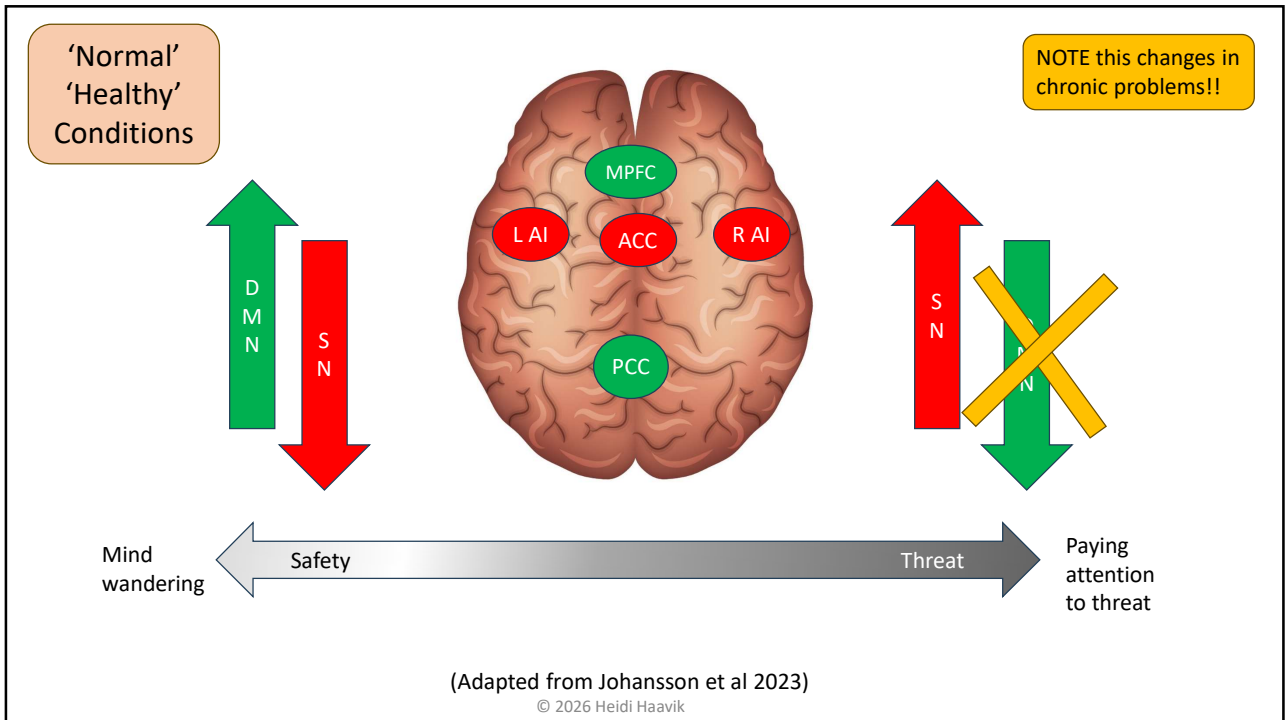 ‘Normal’
‘Healthy’
Conditions
NOTE this changes in
chronic problems!!
MPFC
L AI
ACC
R AI
PCC
D
M
N
S
N
S
N
N
Mind
wandering
Safety
Threat
Paying
attention
to threat
(Adapted from Johansson et al 2023)
© 2026 Heidi Haavik